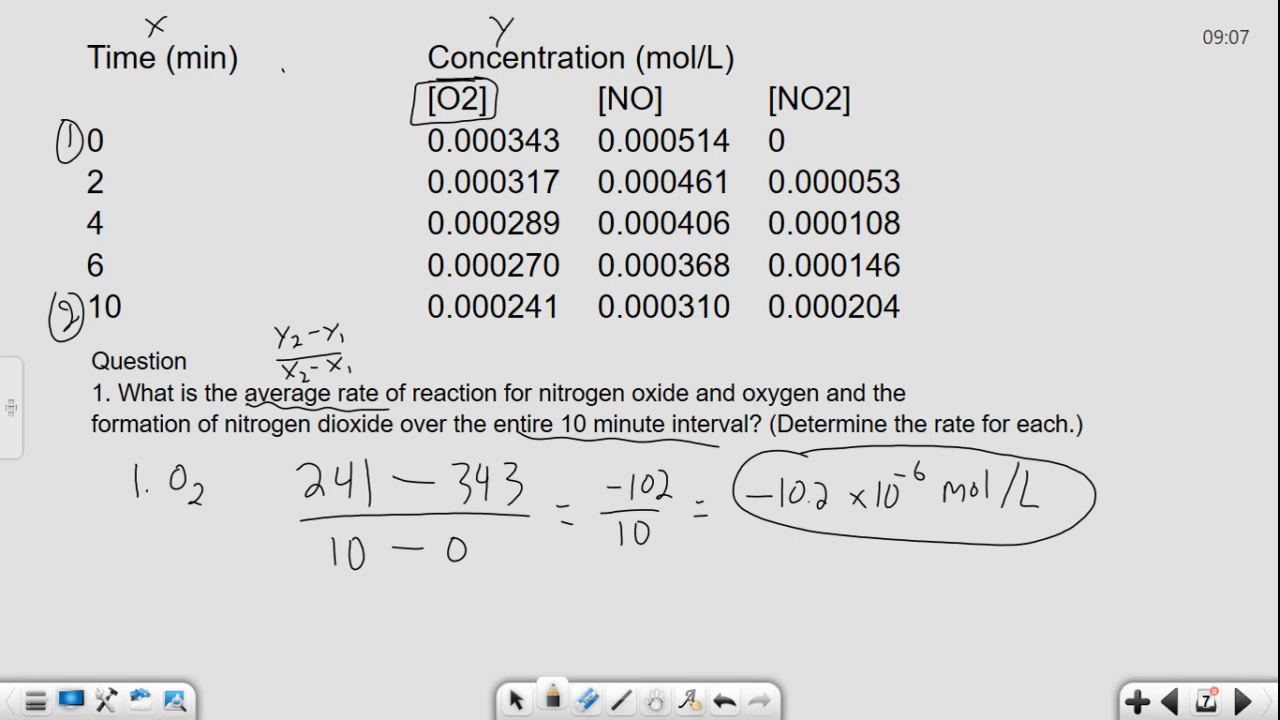 x y
09:07
Time (min) Concentration (mol/L)
[O2] [NO] [NO2]
① 0 0.000343 0.000514 0
2 0.000317 0.000461 0.000053
4 0.000289 0.000406 0.000108
6 0.000270 0.000368 0.000146
② 10 0.000241 0.000310 0.000204
Y₂-Y₁
X₂-X₁
Question
1. What is the average rate of reaction for nitrogen oxide and oxygen and the
formation of nitrogen dioxide over the entire 10 minute interval? (Determine the rate for each.)
1. O₂ 241 - 343 = -102 = -10.2 x10⁻⁶ mol/L
10 - 0 10
7